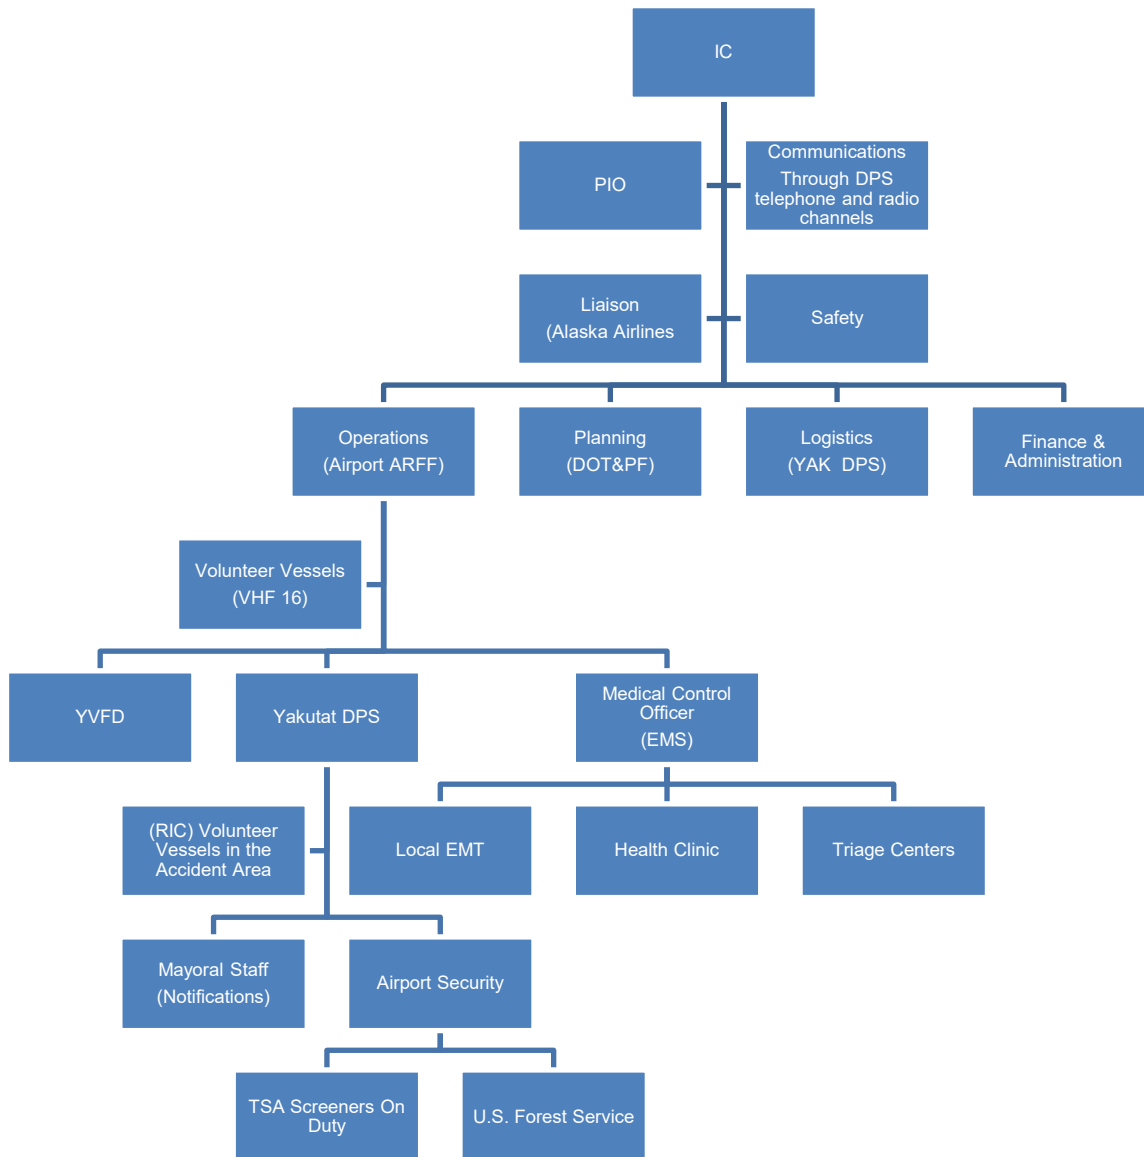 IC
PIO
Communications
Through DPS
telephone and radio
channels
Liaison
(Alaska Airlines
Safety
Operations
(Airport ARFF)
Planning
(DOT&PF)
Logistics
(YAK DPS)
Finance &
Administration
Volunteer Vessels
(VHF 16)
YVFD
Yakutat DPS
Medical Control
Officer
(EMS)
(RIC) Volunteer
Vessels in the
Accident Area
Local EMT
Health Clinic
Triage Centers
Mayoral Staff
(Notifications)
Airport Security
TSA Screeners On
Duty
U.S. Forest Service